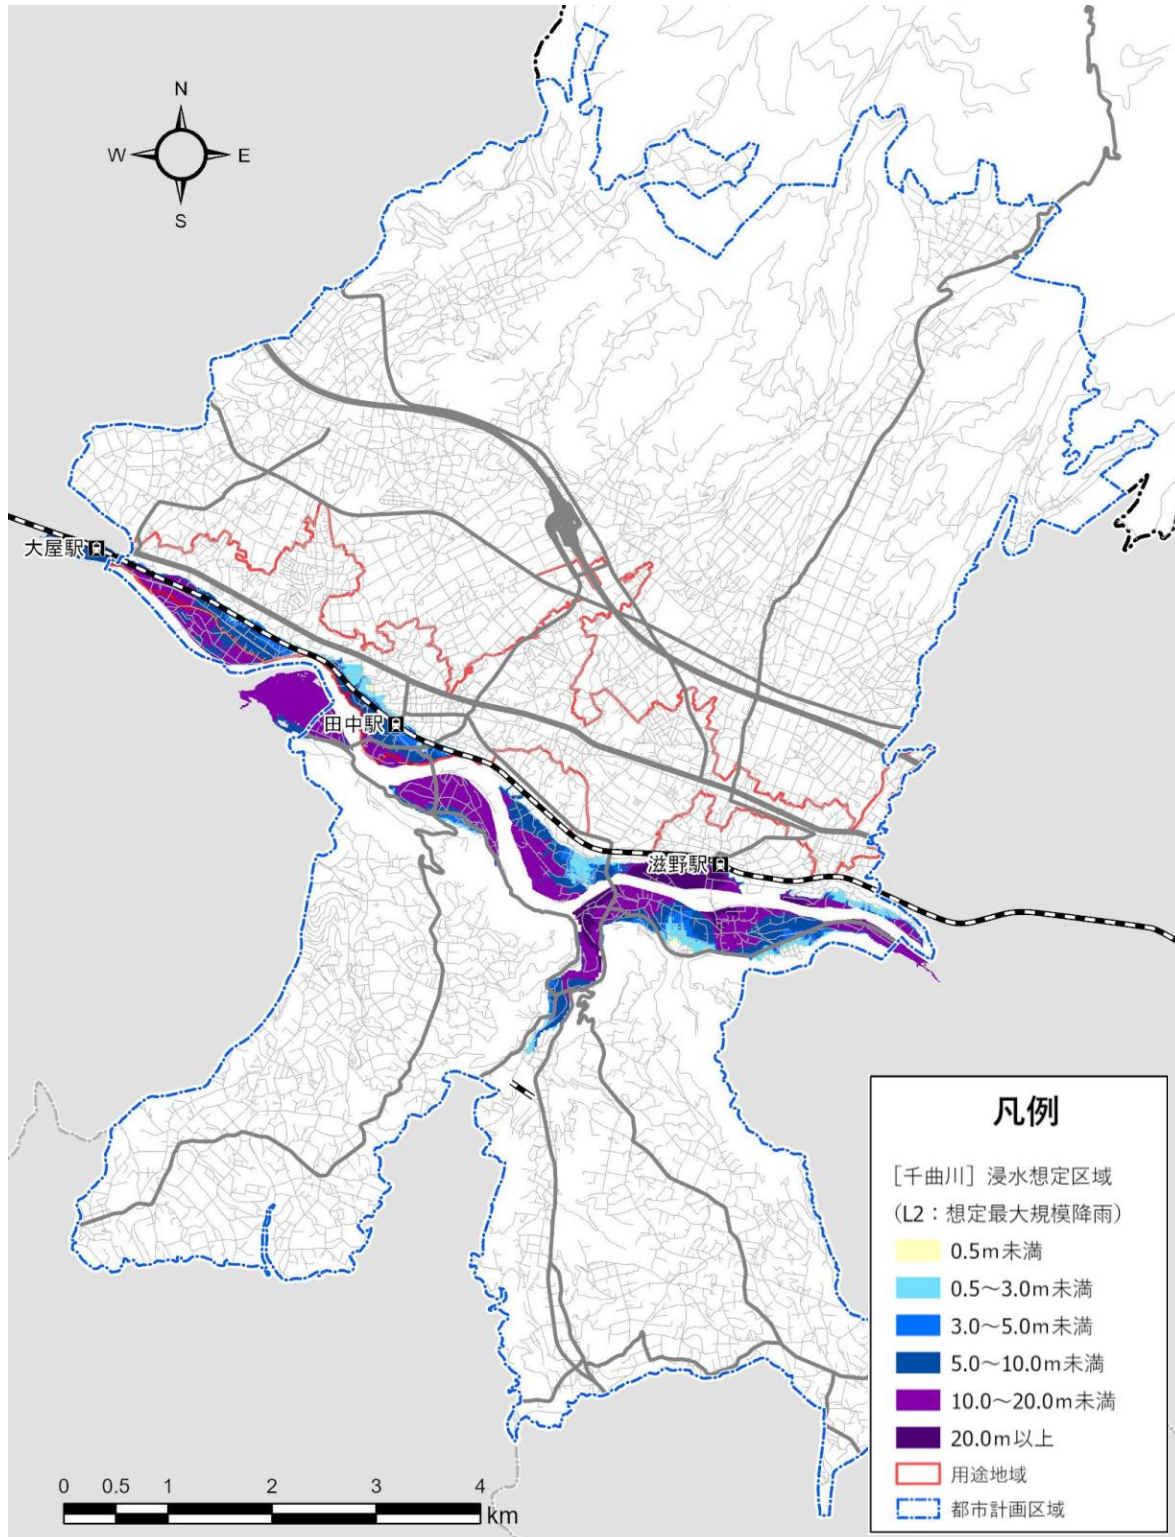 N
W E
S
大屋駅
田中駅
滋野駅
凡例
[千曲川] 浸水想定区域
(L2：想定最大規模降雨)
0.5m未満
0.5～3.0m未満
3.0～5.0m未満
5.0～10.0m未満
10.0～20.0m未満
20.0m以上
用途地域
都市計画区域
0 0.5 1 2 3 4
km